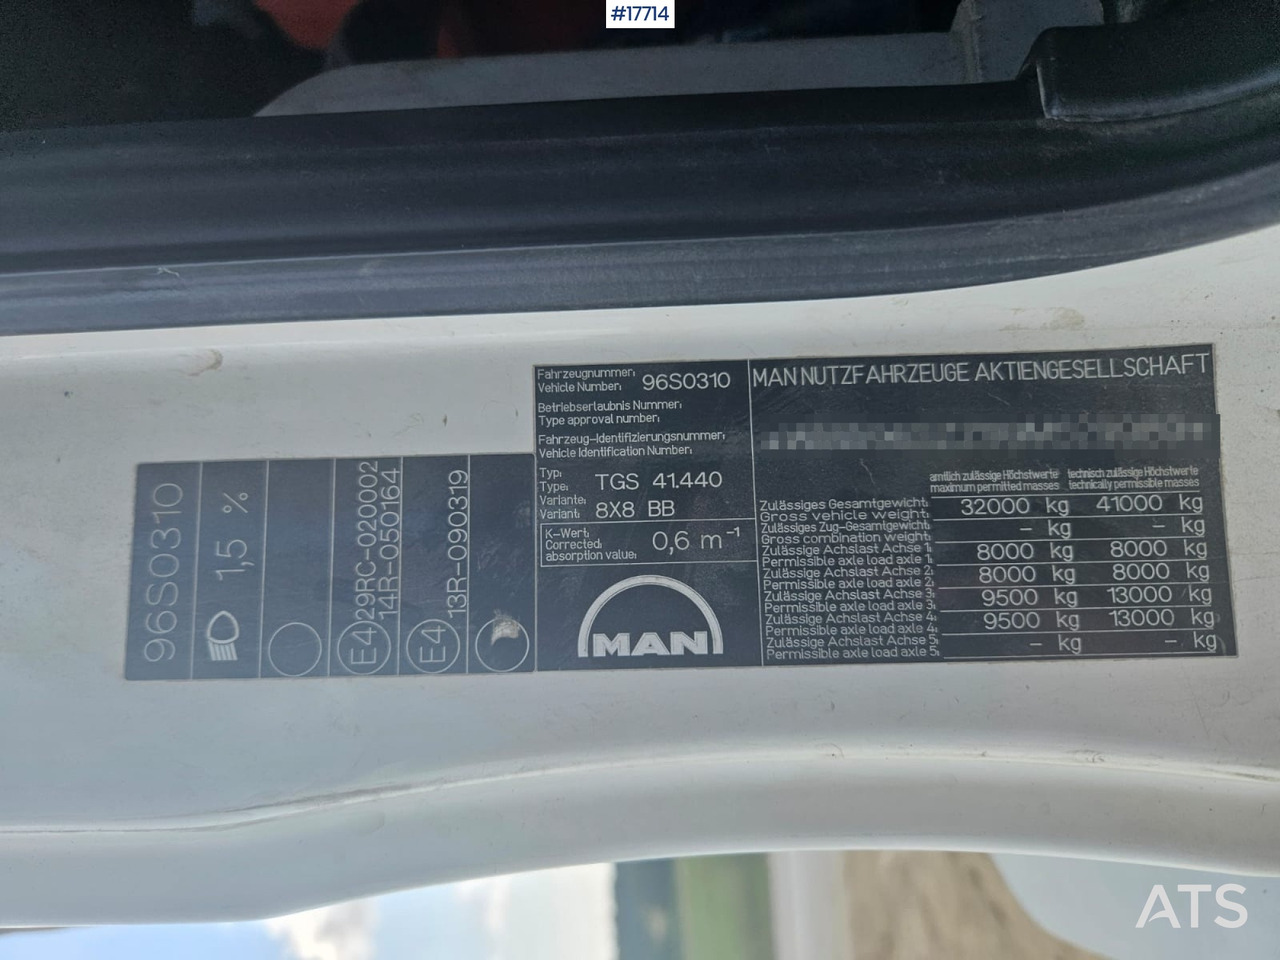 #17714
96S0310
1,5 %
E4
29RC-020002
14R-050164
E4
13R-090319
Fahrzeugnummer:
Vehicle Number: 96S0310
Betriebserlaubnis Nummer:
Type approval number:
Fahrzeug-Identifizierungsnummer:
Vehicle Identification Number:
Typ:
Type: TGS 41.440
Variante:
Variant: 8X8 BB
K-Wert:
Corrected
absorption value: 0,6 m⁻¹
MAN
MAN NUTZFAHRZEUGE AKTIENGESELLSCHAFT
amtlich zulässige Höchstwerte technisch zulässige Höchstwerte
maximum permitted masses technically permissible masses
Zulässiges Gesamtgewicht:
Gross vehicle weight: 32000 kg 41000 kg
Zulässiges Zug-Gesamtgewicht:
Gross combination weight: – kg – kg
Zulässige Achslast Achse 1:
Permissible axle load axle 1: 8000 kg 8000 kg
Zulässige Achslast Achse 2:
Permissible axle load axle 2: 8000 kg 8000 kg
Zulässige Achslast Achse 3:
Permissible axle load axle 3: 9500 kg 13000 kg
Zulässige Achslast Achse 4:
Permissible axle load axle 4: 9500 kg 13000 kg
Zulässige Achslast Achse 5:
Permissible axle load axle 5: – kg – kg
ATS